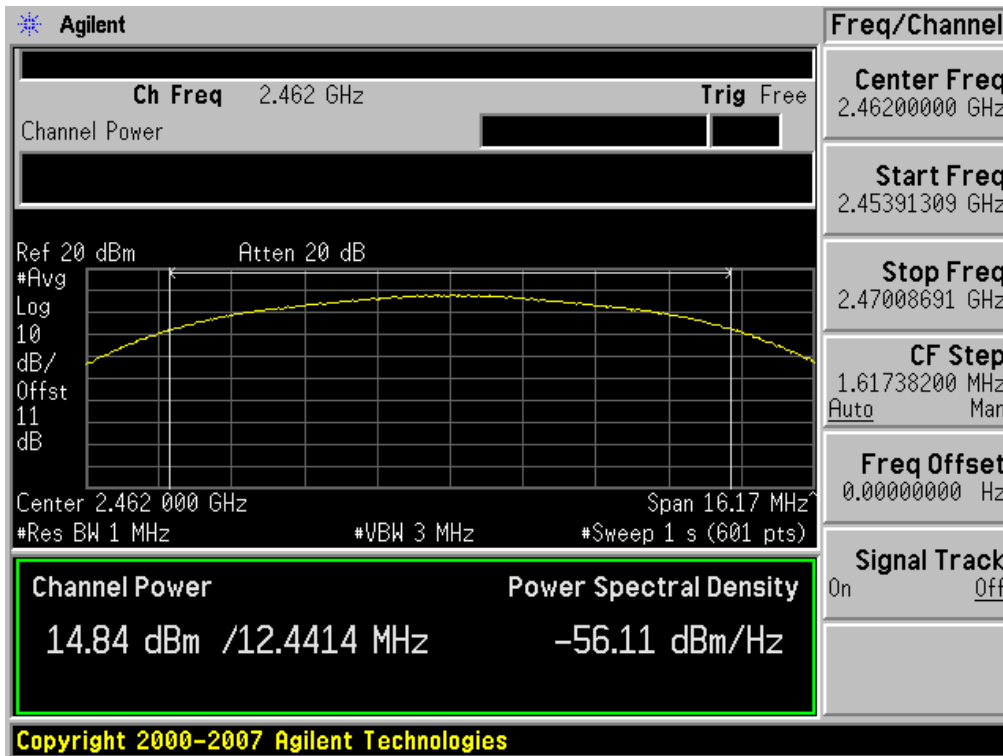 Agilent
Freq/Channel
Ch Freq 2.462 GHz Trig Free
Channel Power
Center Freq
2.46200000 GHz
Start Freq
2.45391309 GHz
Stop Freq
2.47008691 GHz
CF Step
1.61738200 MHz
Auto Man
Freq Offset
0.00000000 Hz
Signal Track
On Off
Ref 20 dBm Atten 20 dB
#Avg
Log
10
dB/
Offst
11
dB
Center 2.462 000 GHz Span 16.17 MHz^
#Res BW 1 MHz #VBW 3 MHz #Sweep 1 s (601 pts)
Channel Power Power Spectral Density
14.84 dBm /12.4414 MHz -56.11 dBm/Hz
Copyright 2000-2007 Agilent Technologies